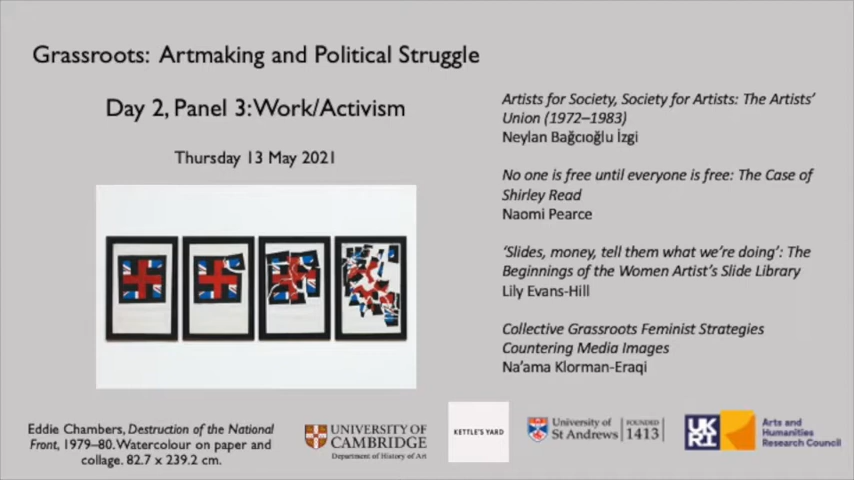 Grassroots: Artmaking and Political Struggle
Day 2, Panel 3: Work/Activism
Thursday 13 May 2021
Artists for Society, Society for Artists: The Artists'
Union (1972–1983)
Neylan Bağcıoğlu İzgi
No one is free until everyone is free: The Case of
Shirley Read
Naomi Pearce
'Slides, money, tell them what we're doing': The
Beginnings of the Women Artist's Slide Library
Lily Evans-Hill
Collective Grassroots Feminist Strategies
Countering Media Images
Na'ama Klorman-Eraqi
Eddie Chambers, Destruction of the National
Front, 1979–80. Watercolour on paper and
collage. 82.7 x 239.2 cm.
UNIVERSITY OF
CAMBRIDGE
Department of History of Art
KETTLE'S YARD
University of
St Andrews
FOUNDED
1413
UK
RI
Arts and
Humanities
Research Council